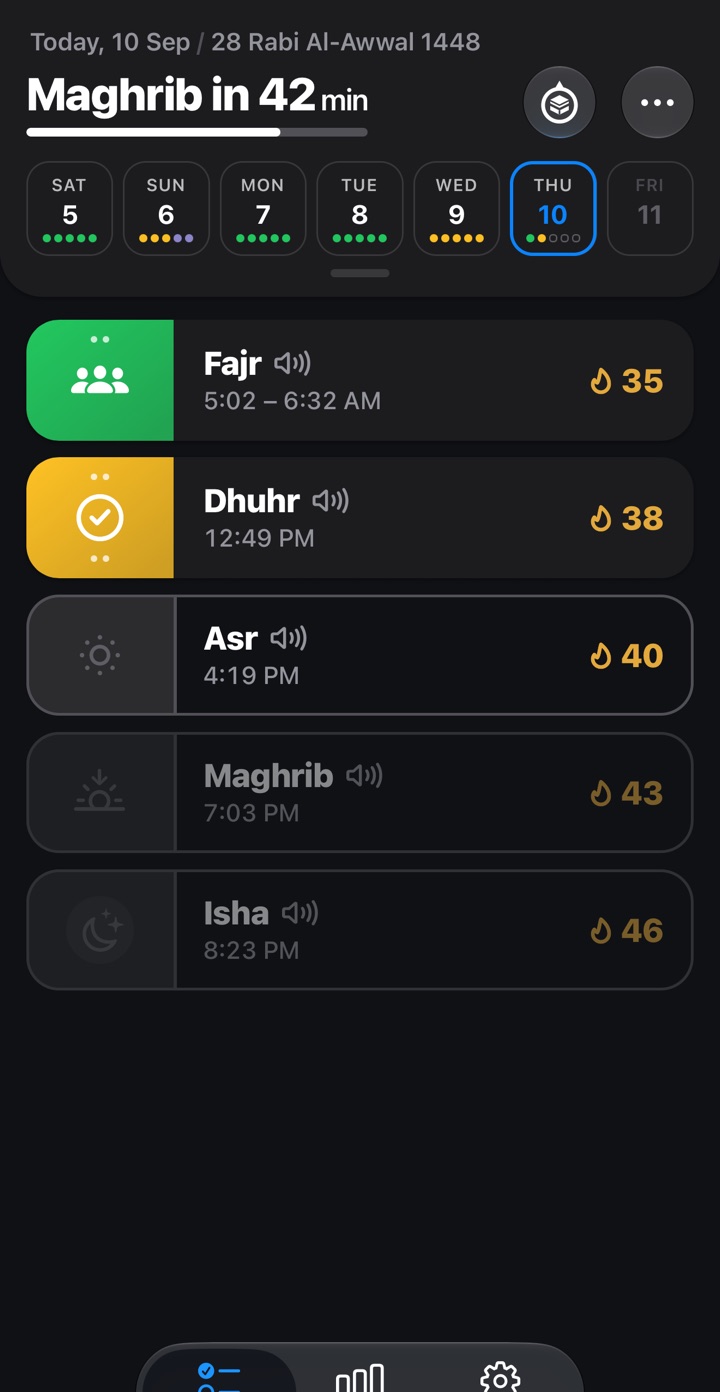 Today, 10 Sep / 28 Rabi Al-Awwal 1448
Maghrib in 42 min
SAT SUN MON TUE WED THU FRI
5 6 7 8 9 10 11
Fajr
5:02 – 6:32 AM
35
Dhuhr
12:49 PM
38
Asr
4:19 PM
40
Maghrib
7:03 PM
43
Isha
8:23 PM
46